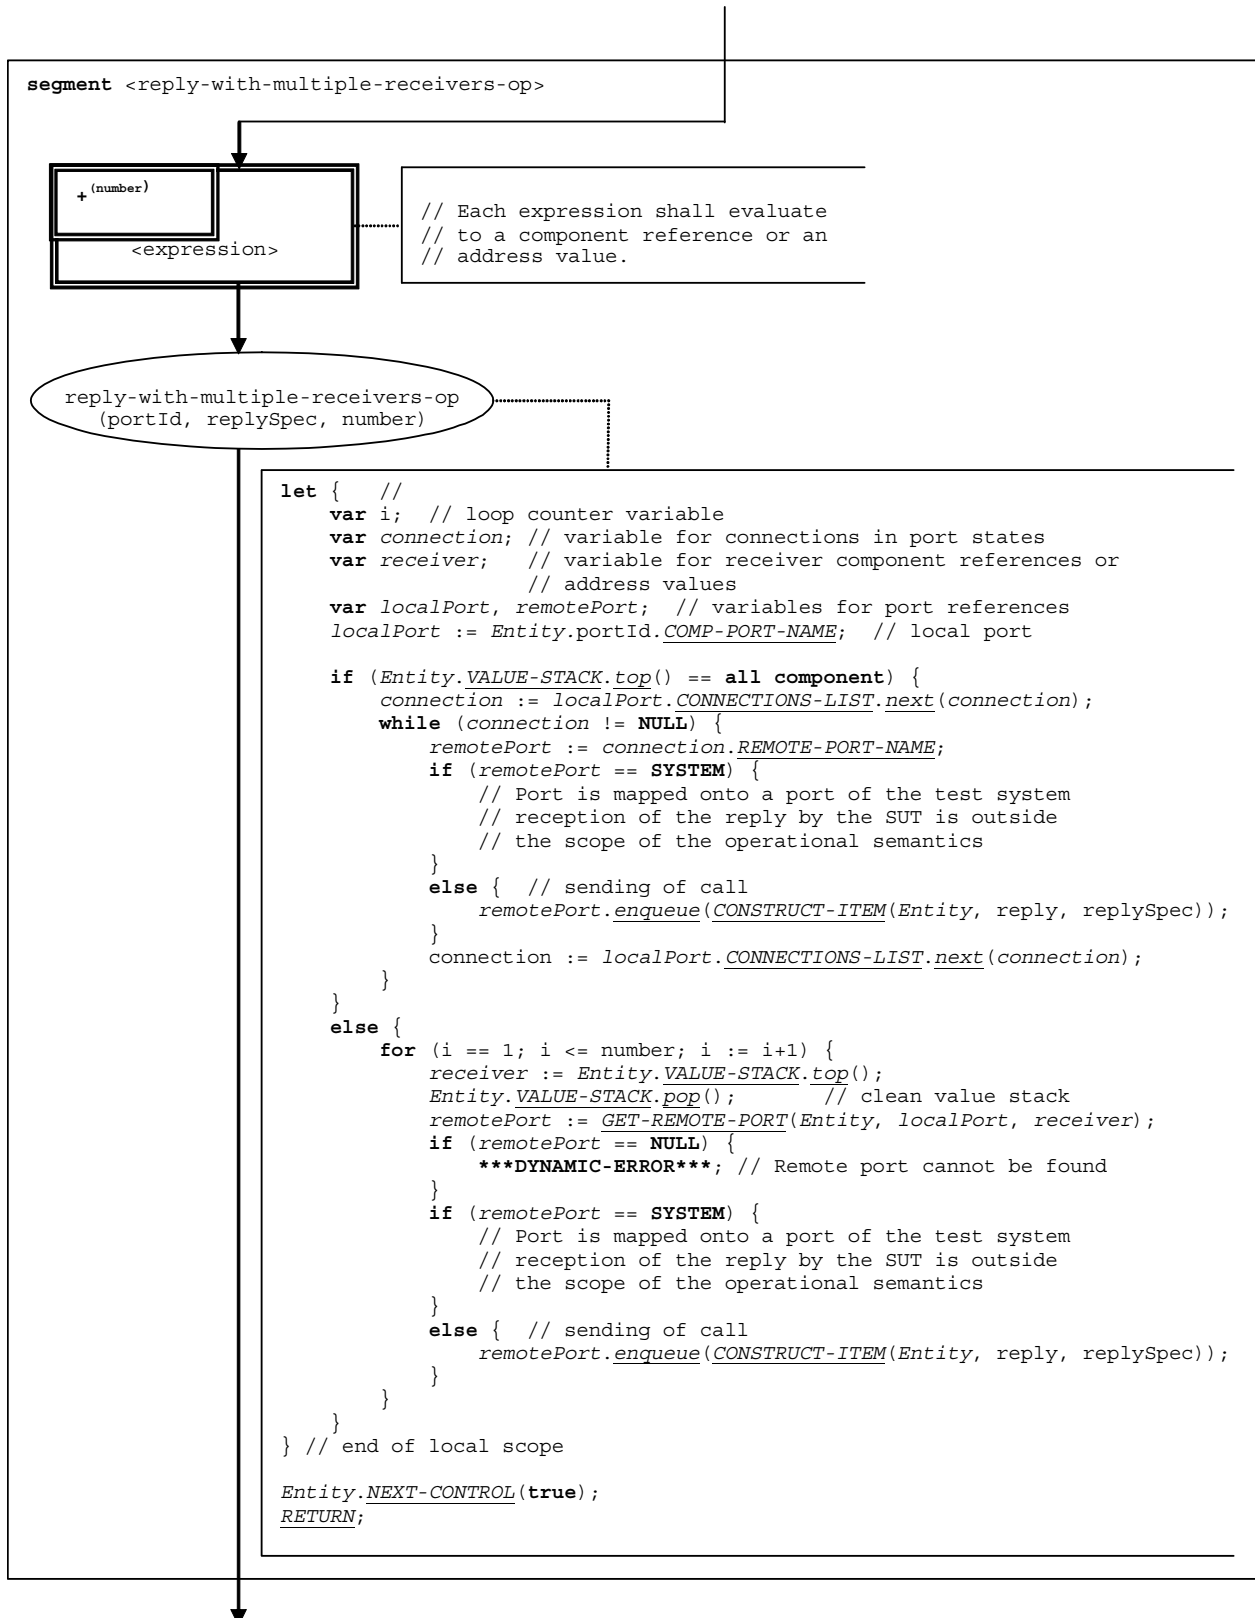 segment <reply-with-multiple-receivers-op>
+(number)
<expression>
// Each expression shall evaluate
// to a component reference or an
// address value.
reply-with-multiple-receivers-op
(portId, replySpec, number)
let {   //
    var i;  // loop counter variable
    var connection; // variable for connections in port states
    var receiver;   // variable for receiver component references or
                    // address values
    var localPort, remotePort;  // variables for port references
    localPort := Entity.portId.COMP-PORT-NAME;  // local port
    if (Entity.VALUE-STACK.top() == all component) {
        connection := localPort.CONNECTIONS-LIST.next(connection);
        while (connection != NULL) {
            remotePort := connection.REMOTE-PORT-NAME;
            if (remotePort == SYSTEM) {
                // Port is mapped onto a port of the test system
                // reception of the reply by the SUT is outside
                // the scope of the operational semantics
            }
            else {  // sending of call
                remotePort.enqueue(CONSTRUCT-ITEM(Entity, reply, replySpec));
            }
            connection := localPort.CONNECTIONS-LIST.next(connection);
        }
    }
    else {
        for (i == 1; i <= number; i := i+1) {
            receiver := Entity.VALUE-STACK.top();
            Entity.VALUE-STACK.pop();       // clean value stack
            remotePort := GET-REMOTE-PORT(Entity, localPort, receiver);
            if (remotePort == NULL) {
                ***DYNAMIC-ERROR***; // Remote port cannot be found
            }
            if (remotePort == SYSTEM) {
                // Port is mapped onto a port of the test system
                // reception of the reply by the SUT is outside
                // the scope of the operational semantics
            }
            else {  // sending of call
                remotePort.enqueue(CONSTRUCT-ITEM(Entity, reply, replySpec));
            }
        }
    }
} // end of local scope
Entity.NEXT-CONTROL(true);
RETURN;